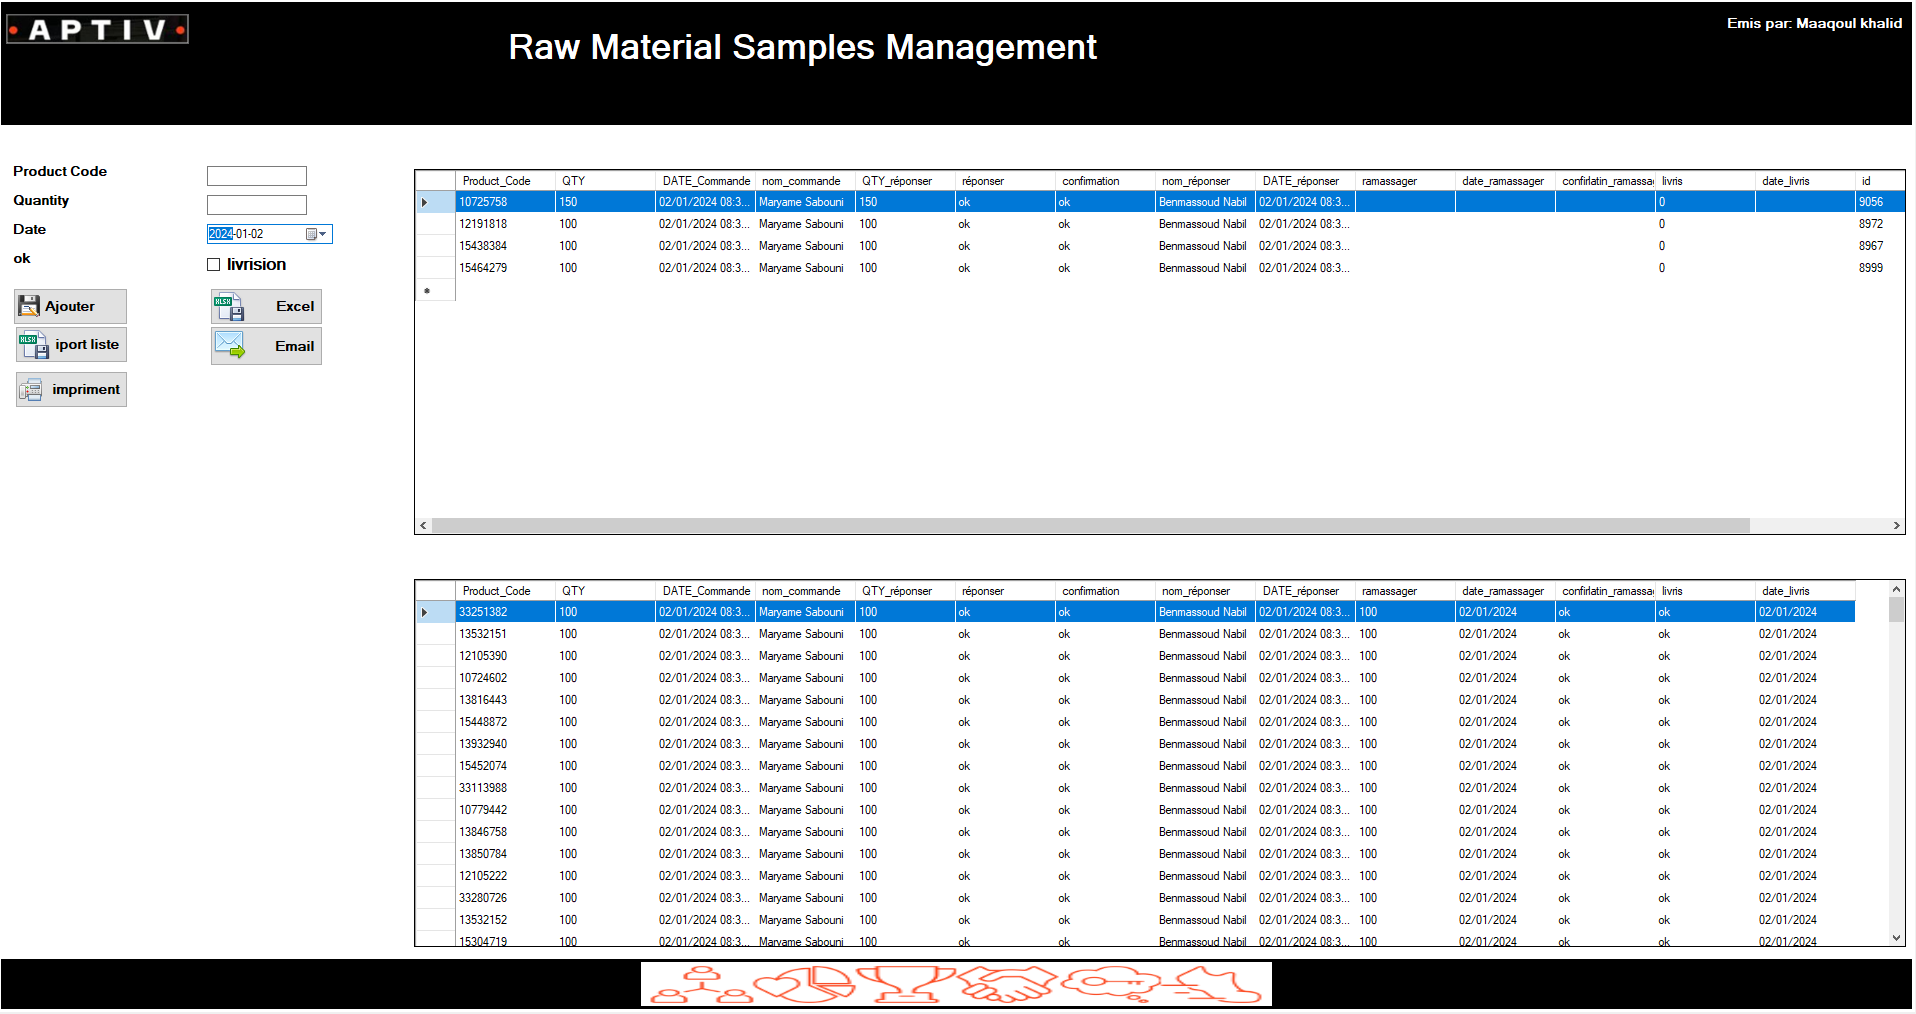 APTIV
Raw Material Samples Management
Emis par: Maaqoul khalid
Product Code
Quantity
Date
2024-01-02
ok
livrision
Ajouter
Excel
iport liste
Email
impriment
Product_Code QTY DATE_Commande nom_commande QTY_réponser réponser confirmation nom_réponser DATE_réponser ramassager date_ramassager confirlatin_ramassa livris date_livris id
10725758 150 02/01/2024 08:3... Maryame Sabouni 150 ok ok Benmassoud Nabil 02/01/2024 08:3... 0 9056
12191818 100 02/01/2024 08:3... Maryame Sabouni 100 ok ok Benmassoud Nabil 02/01/2024 08:3... 0 8972
15438384 100 02/01/2024 08:3... Maryame Sabouni 100 ok ok Benmassoud Nabil 02/01/2024 08:3... 0 8967
15464279 100 02/01/2024 08:3... Maryame Sabouni 100 ok ok Benmassoud Nabil 02/01/2024 08:3... 0 8999
Product_Code QTY DATE_Commande nom_commande QTY_réponser réponser confirmation nom_réponser DATE_réponser ramassager date_ramassager confirlatin_ramassa livris date_livris
33251382 100 02/01/2024 08:3... Maryame Sabouni 100 ok ok Benmassoud Nabil 02/01/2024 08:3... 100 02/01/2024 ok ok 02/01/2024
13532151 100 02/01/2024 08:3... Maryame Sabouni 100 ok ok Benmassoud Nabil 02/01/2024 08:3... 100 02/01/2024 ok ok 02/01/2024
12105390 100 02/01/2024 08:3... Maryame Sabouni 100 ok ok Benmassoud Nabil 02/01/2024 08:3... 100 02/01/2024 ok ok 02/01/2024
10724602 100 02/01/2024 08:3... Maryame Sabouni 100 ok ok Benmassoud Nabil 02/01/2024 08:3... 100 02/01/2024 ok ok 02/01/2024
13816443 100 02/01/2024 08:3... Maryame Sabouni 100 ok ok Benmassoud Nabil 02/01/2024 08:3... 100 02/01/2024 ok ok 02/01/2024
15448872 100 02/01/2024 08:3... Maryame Sabouni 100 ok ok Benmassoud Nabil 02/01/2024 08:3... 100 02/01/2024 ok ok 02/01/2024
13932940 100 02/01/2024 08:3... Maryame Sabouni 100 ok ok Benmassoud Nabil 02/01/2024 08:3... 100 02/01/2024 ok ok 02/01/2024
15452074 100 02/01/2024 08:3... Maryame Sabouni 100 ok ok Benmassoud Nabil 02/01/2024 08:3... 100 02/01/2024 ok ok 02/01/2024
33113988 100 02/01/2024 08:3... Maryame Sabouni 100 ok ok Benmassoud Nabil 02/01/2024 08:3... 100 02/01/2024 ok ok 02/01/2024
10779442 100 02/01/2024 08:3... Maryame Sabouni 100 ok ok Benmassoud Nabil 02/01/2024 08:3... 100 02/01/2024 ok ok 02/01/2024
13846758 100 02/01/2024 08:3... Maryame Sabouni 100 ok ok Benmassoud Nabil 02/01/2024 08:3... 100 02/01/2024 ok ok 02/01/2024
13850784 100 02/01/2024 08:3... Maryame Sabouni 100 ok ok Benmassoud Nabil 02/01/2024 08:3... 100 02/01/2024 ok ok 02/01/2024
12105222 100 02/01/2024 08:3... Maryame Sabouni 100 ok ok Benmassoud Nabil 02/01/2024 08:3... 100 02/01/2024 ok ok 02/01/2024
33280726 100 02/01/2024 08:3... Maryame Sabouni 100 ok ok Benmassoud Nabil 02/01/2024 08:3... 100 02/01/2024 ok ok 02/01/2024
13532152 100 02/01/2024 08:3... Maryame Sabouni 100 ok ok Benmassoud Nabil 02/01/2024 08:3... 100 02/01/2024 ok ok 02/01/2024
15304719 100 02/01/2024 08:3... Maryame Sabouni 100 ok ok Benmassoud Nabil 02/01/2024 08:3... 100 02/01/2024 ok ok 02/01/2024